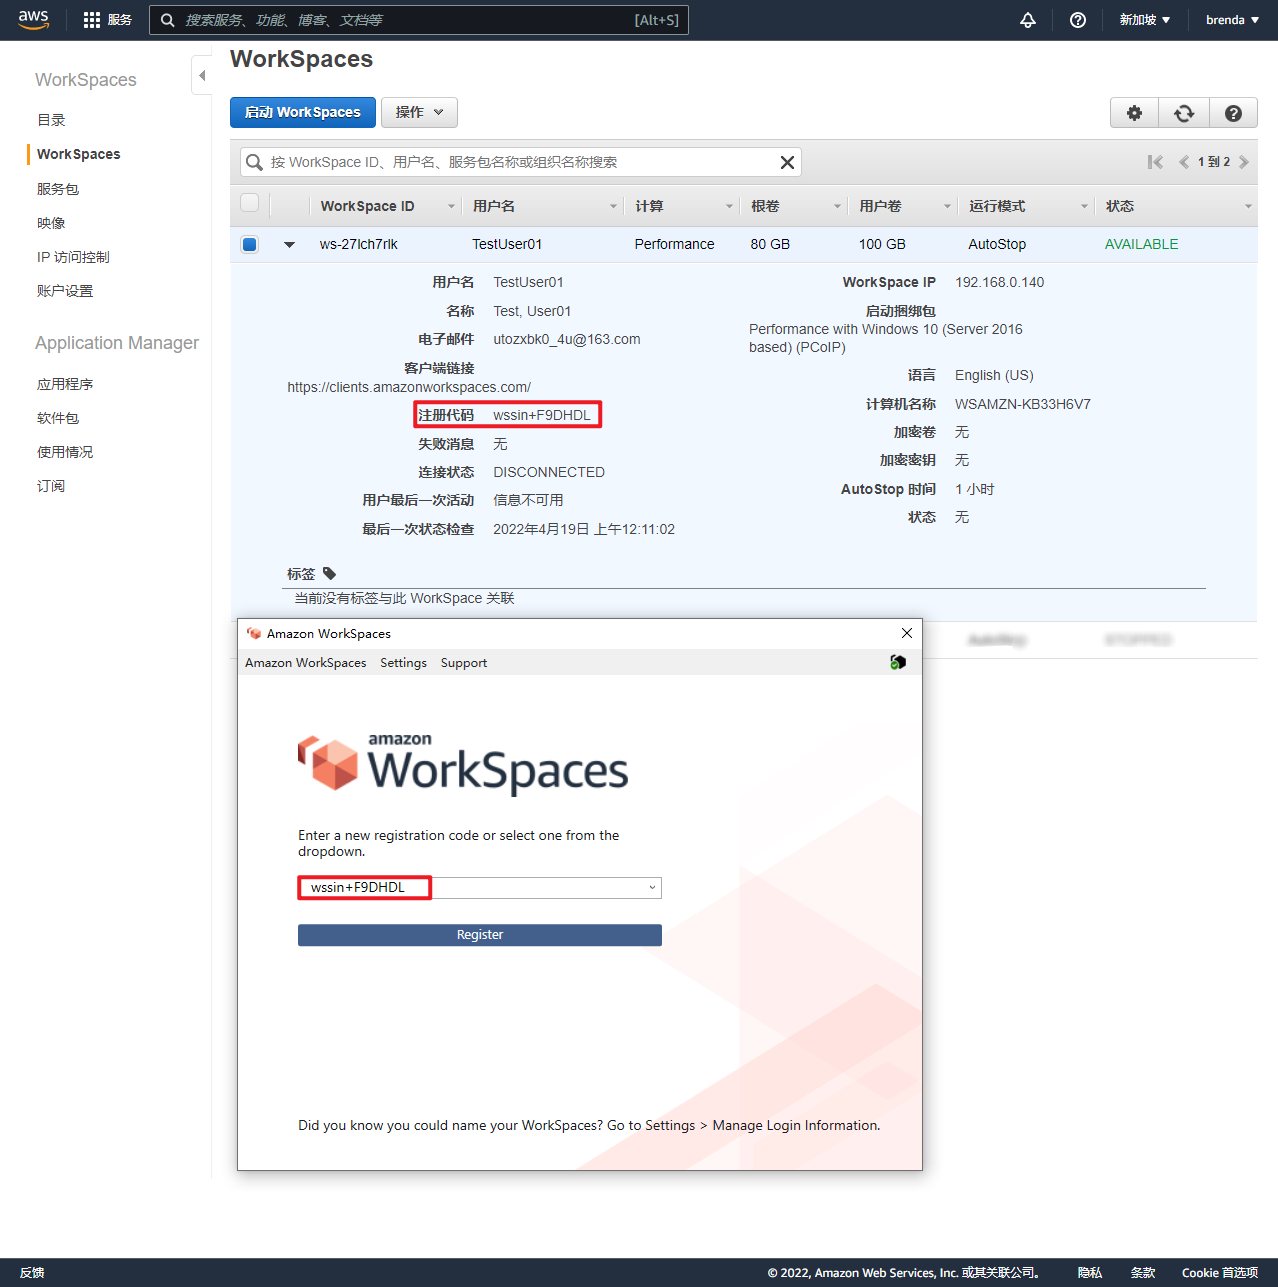 aws 服务 搜索服务、功能、博客、文档等 [Alt+S] 新加坡 brenda
WorkSpaces
目录
WorkSpaces
服务包
映像
IP 访问控制
账户设置
Application Manager
应用程序
软件包
使用情况
订阅
WorkSpaces
启动 WorkSpaces 操作
按 WorkSpace ID、用户名、服务包名称或组织名称搜索 1 到 2
WorkSpace ID 用户名 计算 根卷 用户卷 运行模式 状态
ws-27lch7rlk TestUser01 Performance 80 GB 100 GB AutoStop AVAILABLE
用户名 TestUser01
名称 Test, User01
电子邮件 utozxbk0_4u@163.com
客户端链接
https://clients.amazonworkspaces.com/
注册代码 wssin+F9DHDL
失败消息 无
连接状态 DISCONNECTED
用户最后一次活动 信息不可用
最后一次状态检查 2022年4月19日 上午12:11:02
WorkSpace IP 192.168.0.140
启动捆绑包
Performance with Windows 10 (Server 2016
based) (PCoIP)
语言 English (US)
计算机名称 WSAMZN-KB33H6V7
加密卷 无
加密密钥 无
AutoStop 时间 1 小时
状态 无
标签
当前没有标签与此 WorkSpace 关联
AutoStop STOPPED
Amazon WorkSpaces
Amazon WorkSpaces Settings Support
amazon
WorkSpaces
Enter a new registration code or select one from the
dropdown.
wssin+F9DHDL
Register
Did you know you could name your WorkSpaces? Go to Settings > Manage Login Information.
反馈 © 2022, Amazon Web Services, Inc. 或其关联公司。 隐私 条款 Cookie 首选项